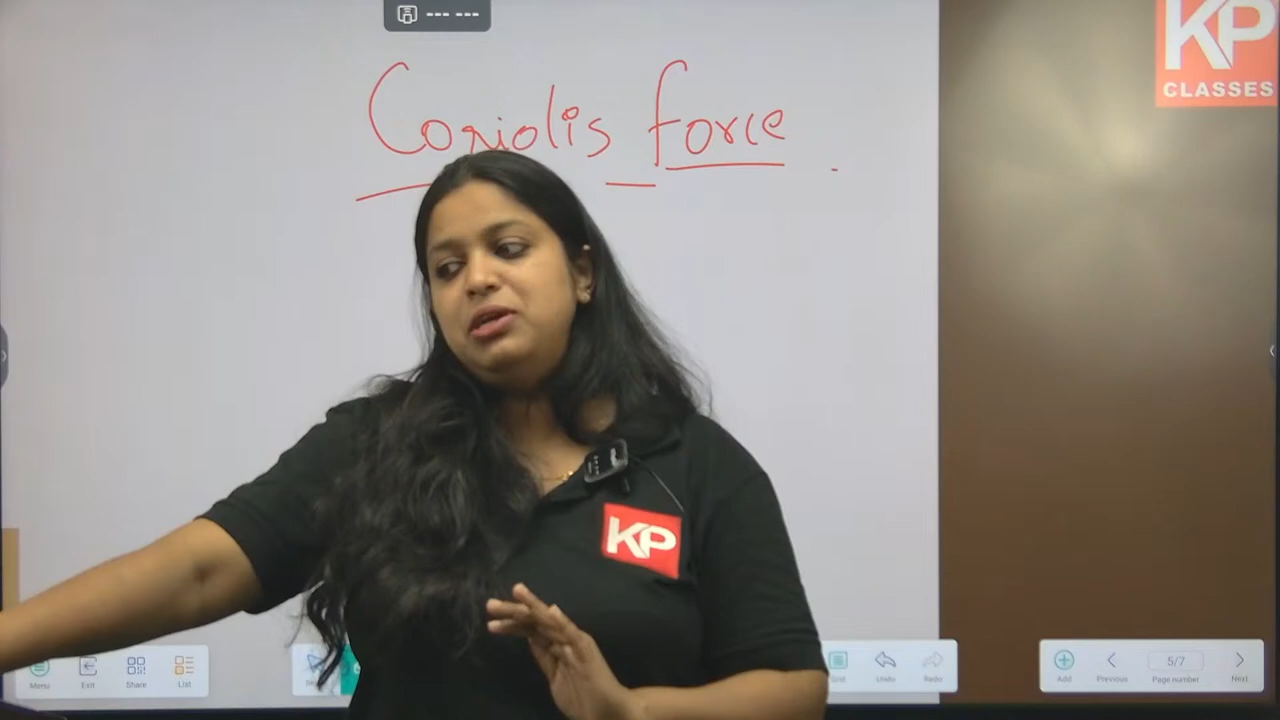 KP
CLASSES
Coriolis force
KP
Menu
Exit
Share
List
Undo
Redo
Add
Previous
5/7
Page number
Next